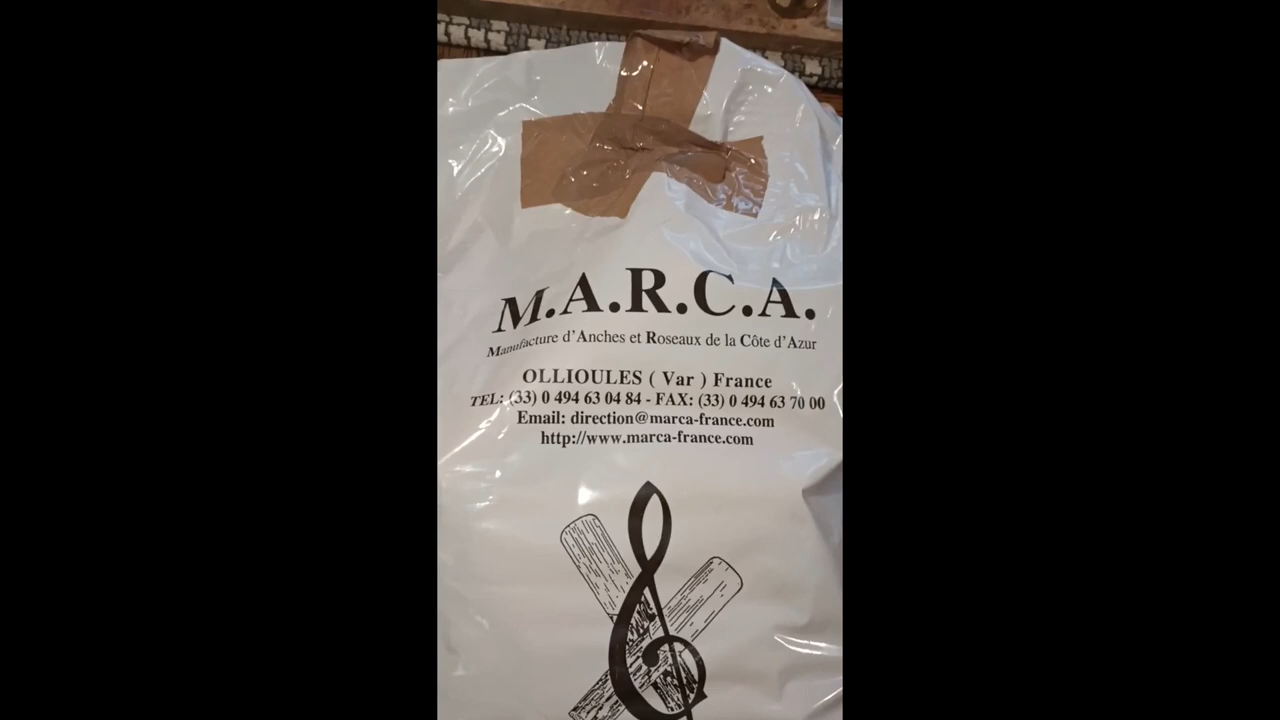 M.A.R.C.A.
Manufacture d'Anches et Roseaux de la Côte d'Azur
OLLIOULES ( Var ) France
TEL: (33) 0 494 63 04 84 - FAX: (33) 0 494 63 70 00
Email: direction@marca-france.com
http://www.marca-france.com